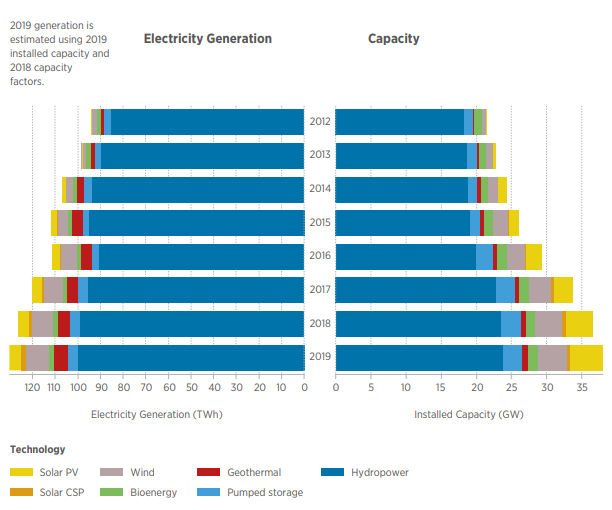 2019 generation is
estimated using 2019
installed capacity and
2018 capacity
factors.
Electricity Generation
Capacity
2012
2013
2014
2015
2016
2017
2018
2019
120 110 100 90 80 70 60 50 40 30 20 10 0
0 5 10 15 20 25 30 35
Electricity Generation (TWh)
Installed Capacity (GW)
Technology
Solar PV Wind Geothermal Hydropower
Solar CSP Bioenergy Pumped storage